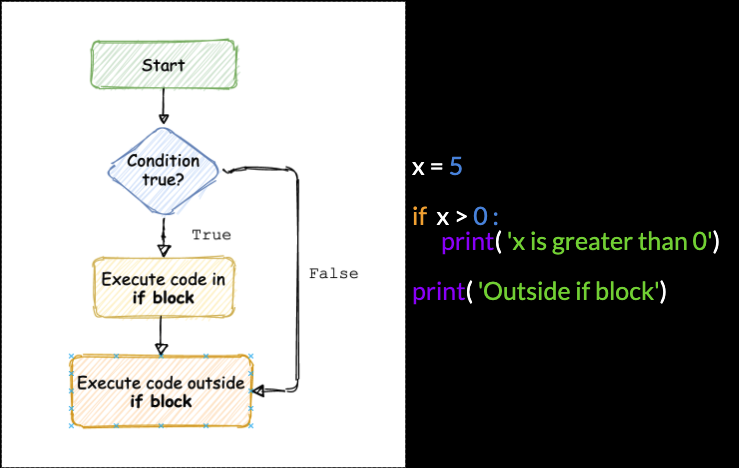 Start
Condition
true?
True
False
Execute code in
if block
Execute code outside
if block
x = 5
if x > 0 :
print( 'x is greater than 0')
print( 'Outside if block')